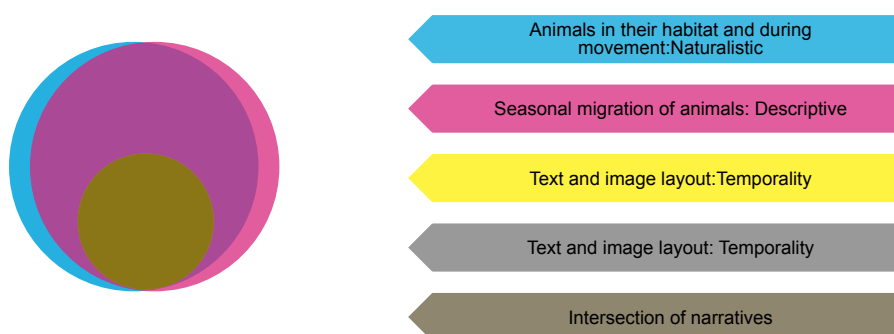 Animals in their habitat and during
movement:Naturalistic
Seasonal migration of animals: Descriptive
Text and image layout:Temporality
Text and image layout: Temporality
Intersection of narratives